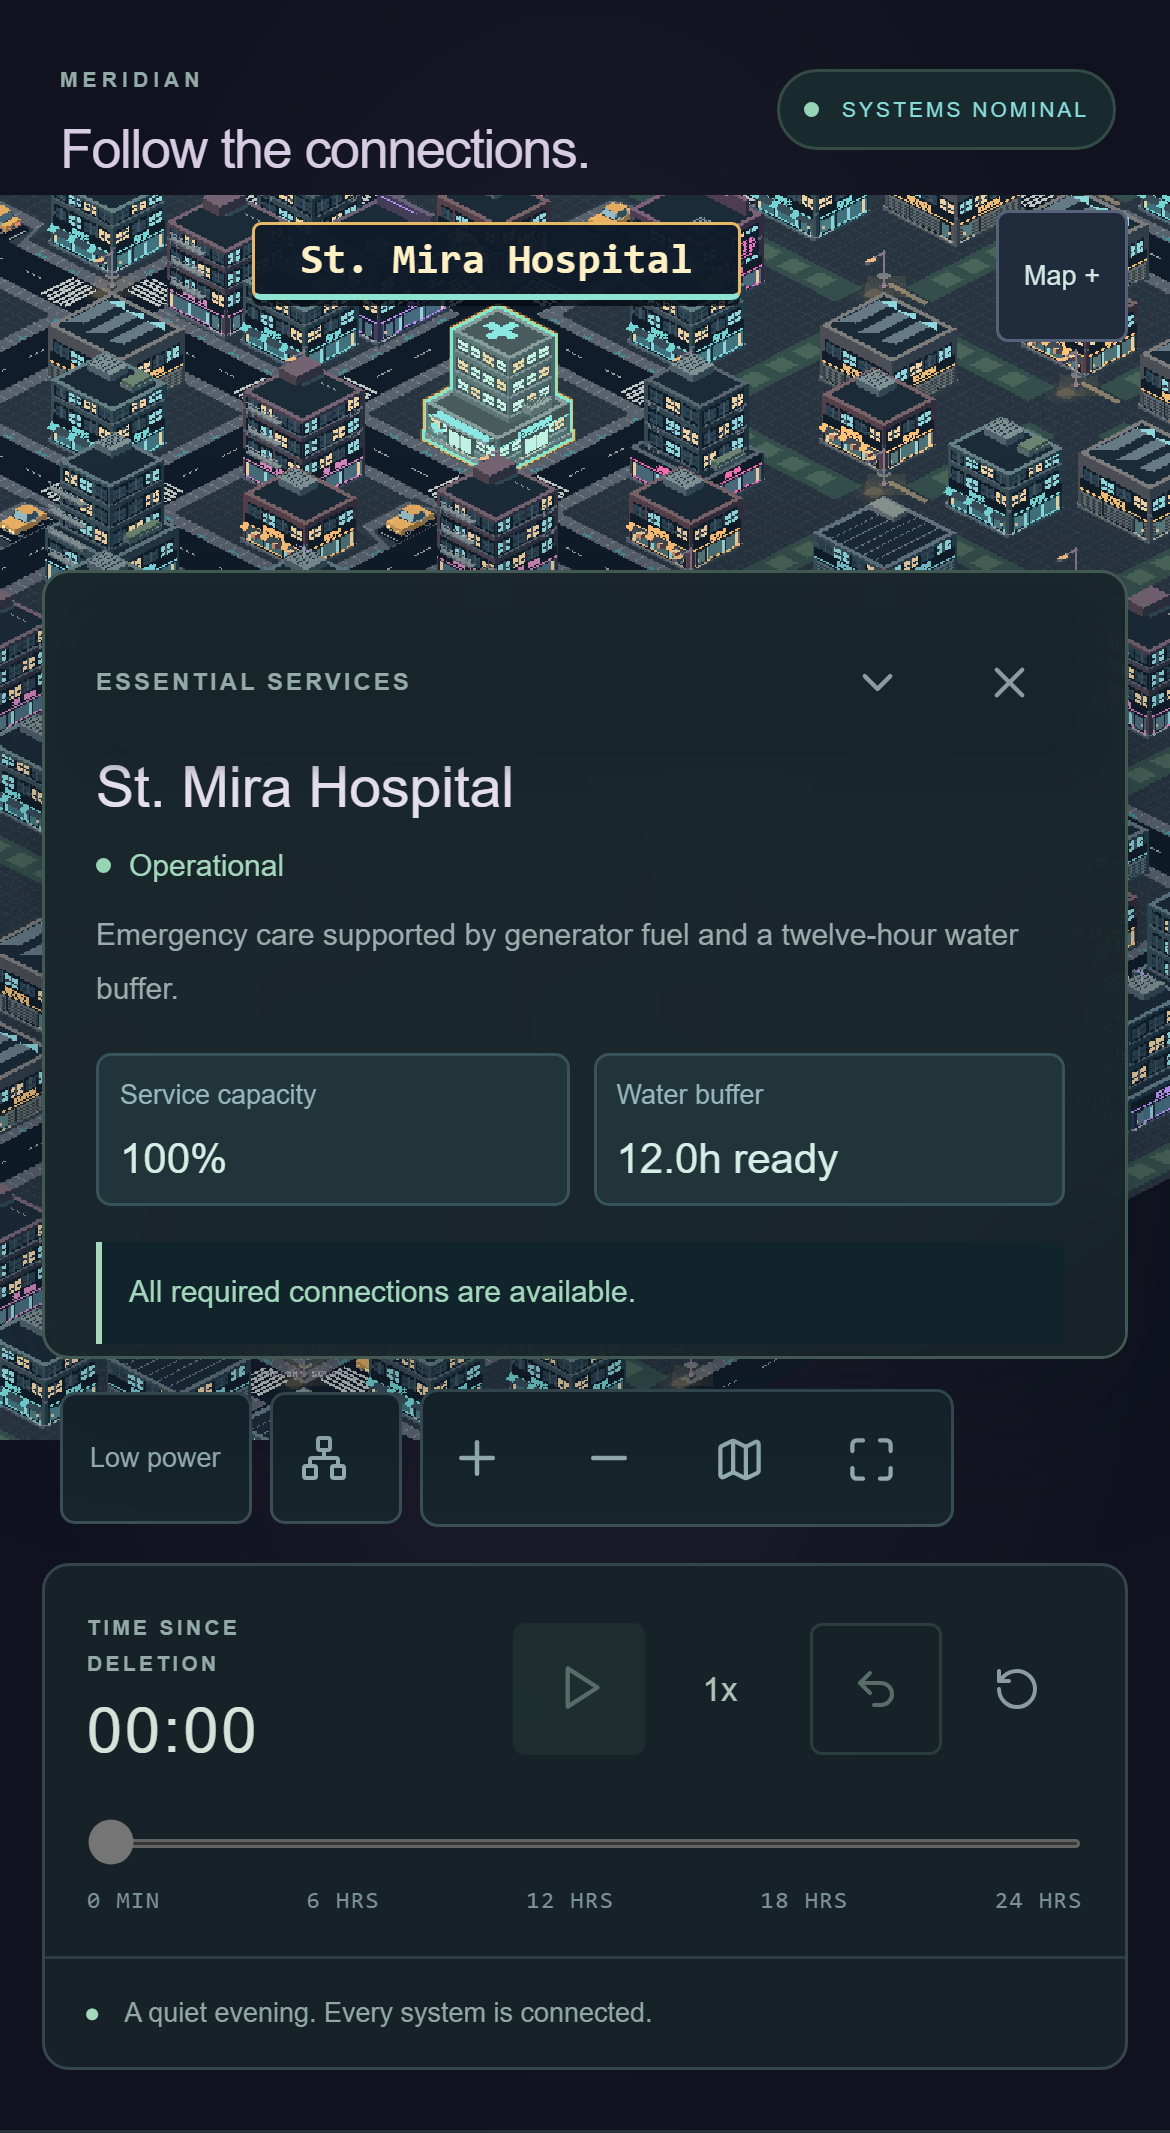 MERIDIAN
Follow the connections.
SYSTEMS NOMINAL
St. Mira Hospital
Map +
ESSENTIAL SERVICES
St. Mira Hospital
Operational
Emergency care supported by generator fuel and a twelve-hour water
buffer.
Service capacity
100%
Water buffer
12.0h ready
All required connections are available.
Low power
TIME SINCE
DELETION
00:00
1x
0 MIN
6 HRS
12 HRS
18 HRS
24 HRS
A quiet evening. Every system is connected.